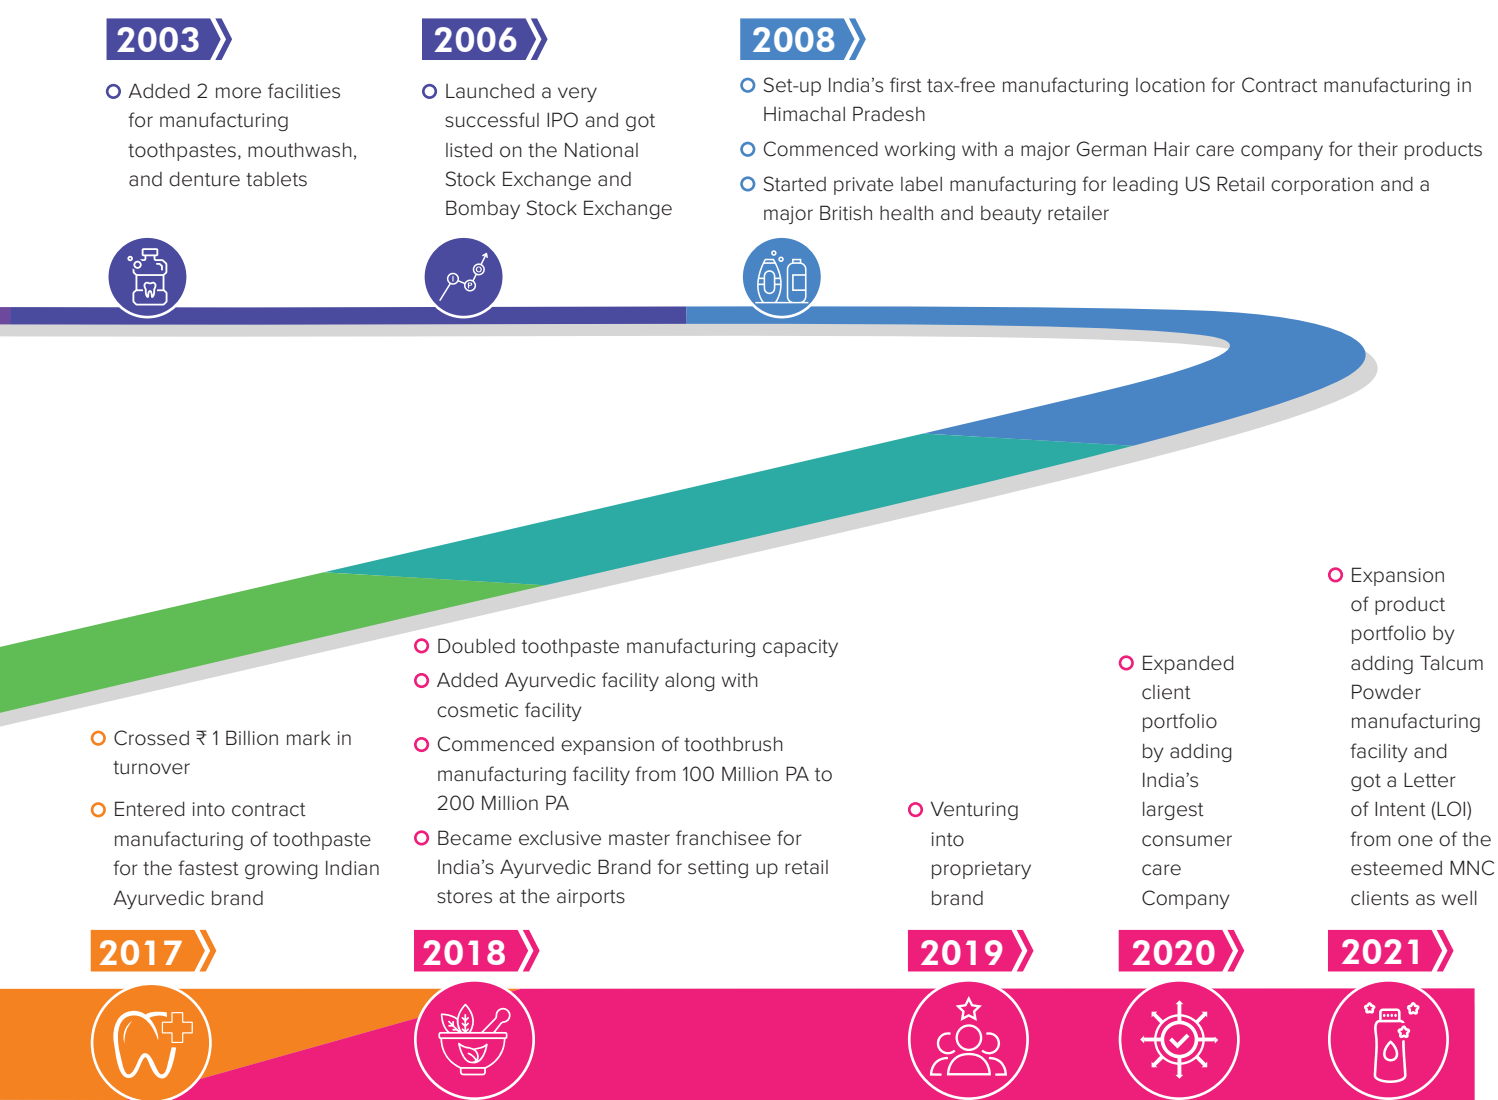 2003
Added 2 more facilities
for manufacturing
toothpastes, mouthwash,
and denture tablets
2006
Launched a very
successful IPO and got
listed on the National
Stock Exchange and
Bombay Stock Exchange
2008
Set-up India’s first tax-free manufacturing location for Contract manufacturing in
Himachal Pradesh
Commenced working with a major German Hair care company for their products
Started private label manufacturing for leading US Retail corporation and a
major British health and beauty retailer
I
P
O
Crossed ₹ 1 Billion mark in
turnover
Entered into contract
manufacturing of toothpaste
for the fastest growing Indian
Ayurvedic brand
2017
Doubled toothpaste manufacturing capacity
Added Ayurvedic facility along with
cosmetic facility
Commenced expansion of toothbrush
manufacturing facility from 100 Million PA to
200 Million PA
Became exclusive master franchisee for
India’s Ayurvedic Brand for setting up retail
stores at the airports
2018
Venturing
into
proprietary
brand
2019
Expanded
client
portfolio
by adding
India’s
largest
consumer
care
Company
2020
Expansion
of product
portfolio by
adding Talcum
Powder
manufacturing
facility and
got a Letter
of Intent (LOI)
from one of the
esteemed MNC
clients as well
2021